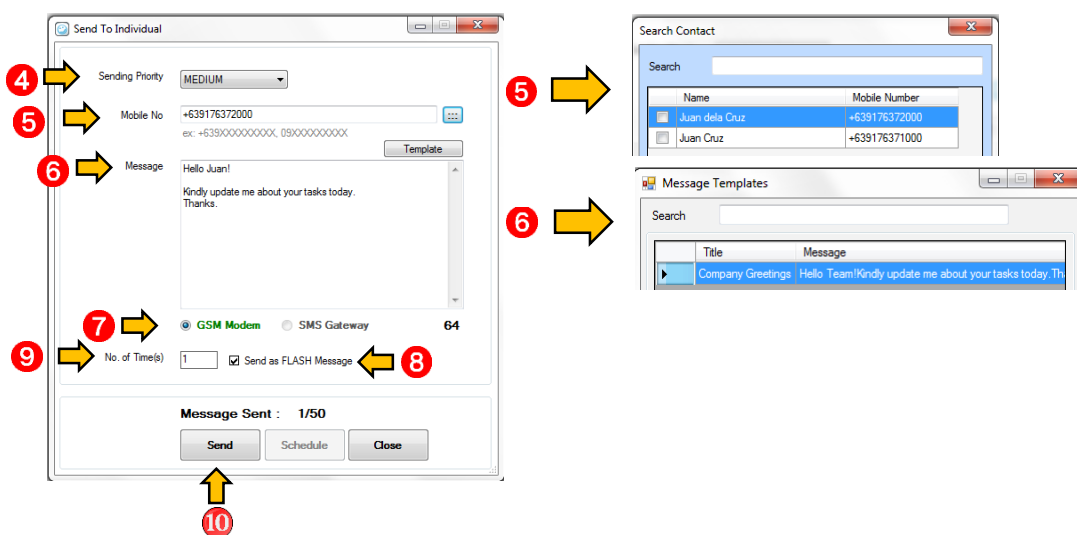 Send To Individual
4
Sending Priority
MEDIUM
5
Mobile No
+639176372000
ex: +639XXXXXXXXX, 09XXXXXXXXX
Template
6
Message
Hello Juan!
Kindly update me about your tasks today.
Thanks.
7
GSM Modem
SMS Gateway
64
9
No. of Time(s)
1
Send as FLASH Message
8
Message Sent : 1/50
Send
Schedule
Close
10
Search Contact
5
Search
Name Mobile Number
Juan dela Cruz +639176372000
Juan Cruz +639176371000
6
Message Templates
Search
Title Message
Company Greetings Hello Team!Kindly update me about your tasks today.Th